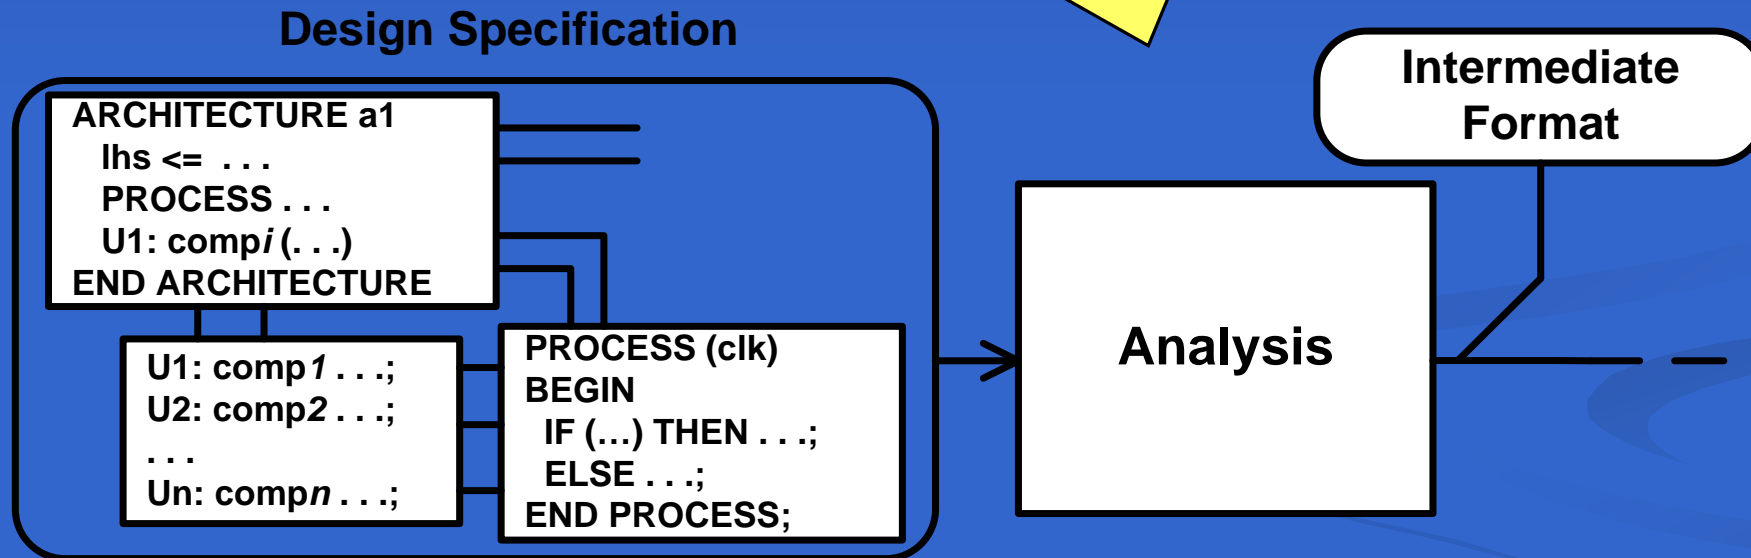 Design Specification
ARCHITECTURE a1
lhs <= . . .
PROCESS . . .
U1: compi (. . .)
END ARCHITECTURE
U1: comp1 . . .;
U2: comp2 . . .;
. . .
Un: compn . . .;
PROCESS (clk)
BEGIN
IF (...) THEN . . .;
ELSE . . .;
END PROCESS;
Analysis
Intermediate
Format